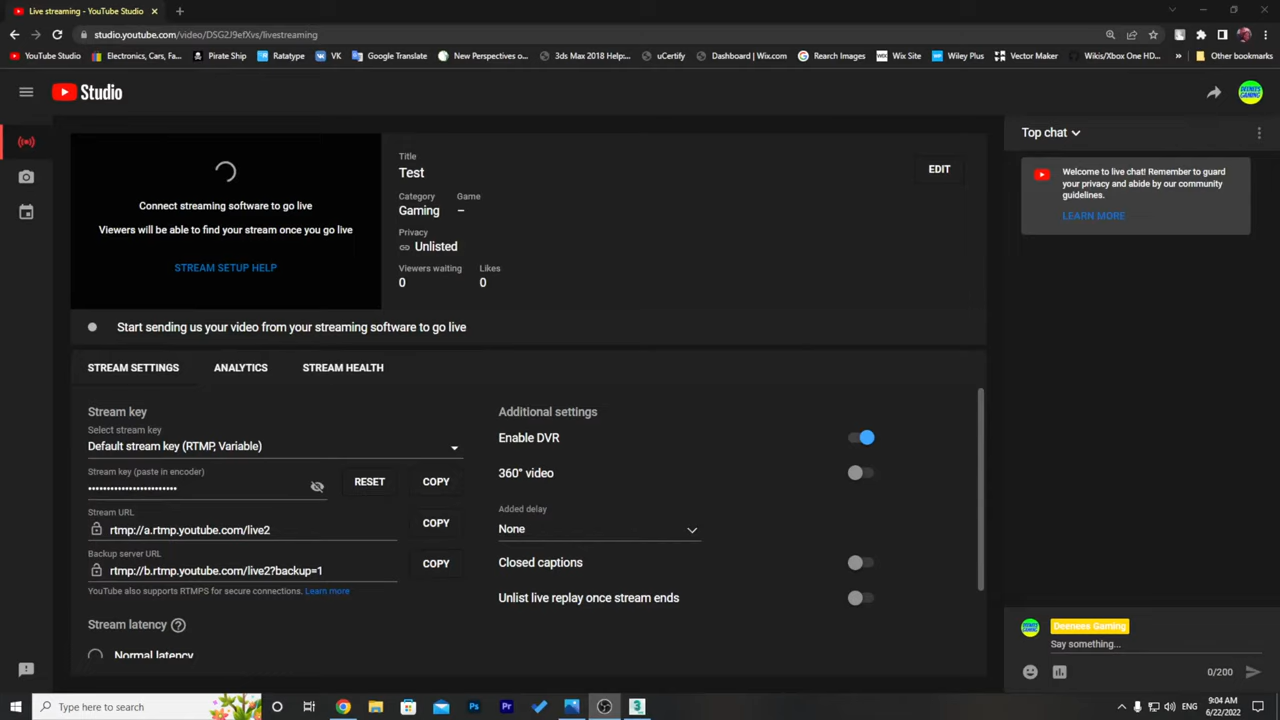 Live streaming - YouTube Studio
studio.youtube.com/video/DSG2J9efXvs/livestreaming
YouTube Studio
Electronics, Cars, Fa...
Pirate Ship
Ratatype
VK
Google Translate
New Perspectives o...
3ds Max 2018 Help:...
uCertify
Dashboard | Wix.com
Rearch Images
WIX Wix Site
Wiley Plus
Vector Maker
Wikis/Xbox One HD...
»
Other bookmarks
Studio
DEENEES GAMING
Connect streaming software to go live
Viewers will be able to find your stream once you go live
STREAM SETUP HELP
Title
Test
EDIT
Category Game
Gaming –
Privacy
Unlisted
Viewers waiting Likes
0 0
Start sending us your video from your streaming software to go live
STREAM SETTINGS ANALYTICS STREAM HEALTH
Stream key
Select stream key
Default stream key (RTMP, Variable)
Stream key (paste in encoder)
••••••••••••••••••••••••
RESET COPY
Stream URL
rtmp://a.rtmp.youtube.com/live2
COPY
Backup server URL
rtmp://b.rtmp.youtube.com/live2?backup=1
COPY
YouTube also supports RTMPS for secure connections. Learn more
Stream latency
Normal latency
Additional settings
Enable DVR
360° video
Added delay
None
Closed captions
Unlist live replay once stream ends
Top chat
Welcome to live chat! Remember to guard
your privacy and abide by our community
guidelines.
LEARN MORE
Deenees Gaming
Say something...
0/200
Type here to search
Ps
Pr
3
ENG
9:04 AM
6/22/2022